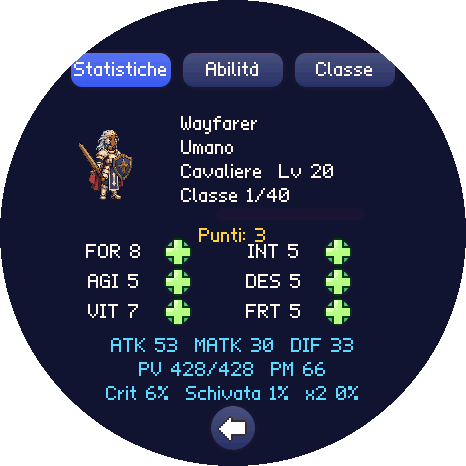 Statistiche Abilità Classe
Wayfarer
Umano
Cavaliere Lv 20
Classe 1/40
Punti: 3
FOR 8 INT 5
AGI 5 DES 5
VIT 7 FRT 5
ATK 53 MATK 30 DIF 33
PV 428/428 PM 66
Crit 6% Schivata 1% x2 0%